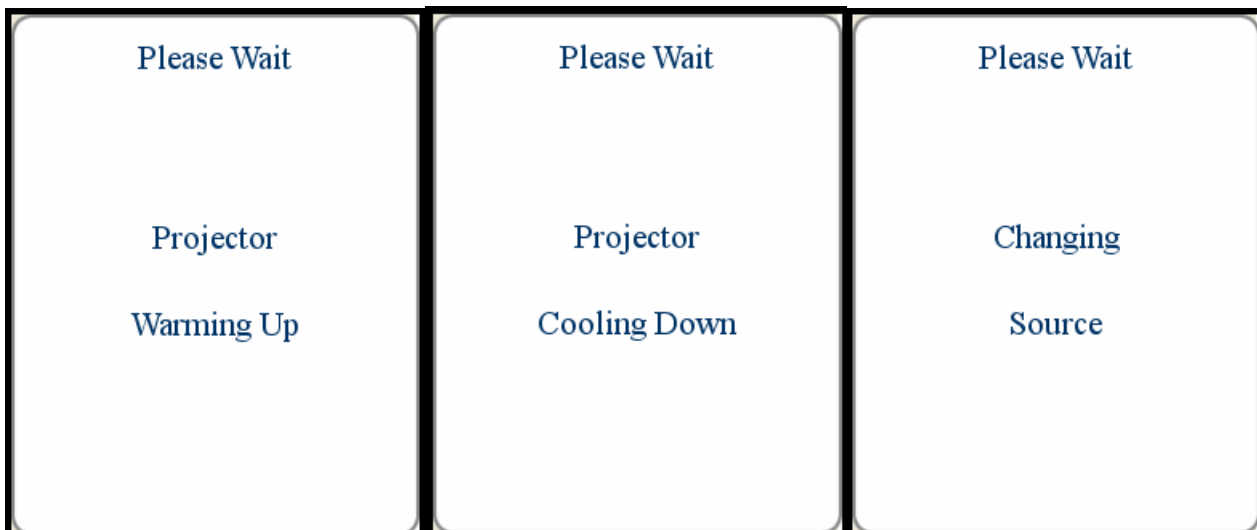 Please Wait
Projector
Warming Up
Please Wait
Projector
Cooling Down
Please Wait
Changing
Source